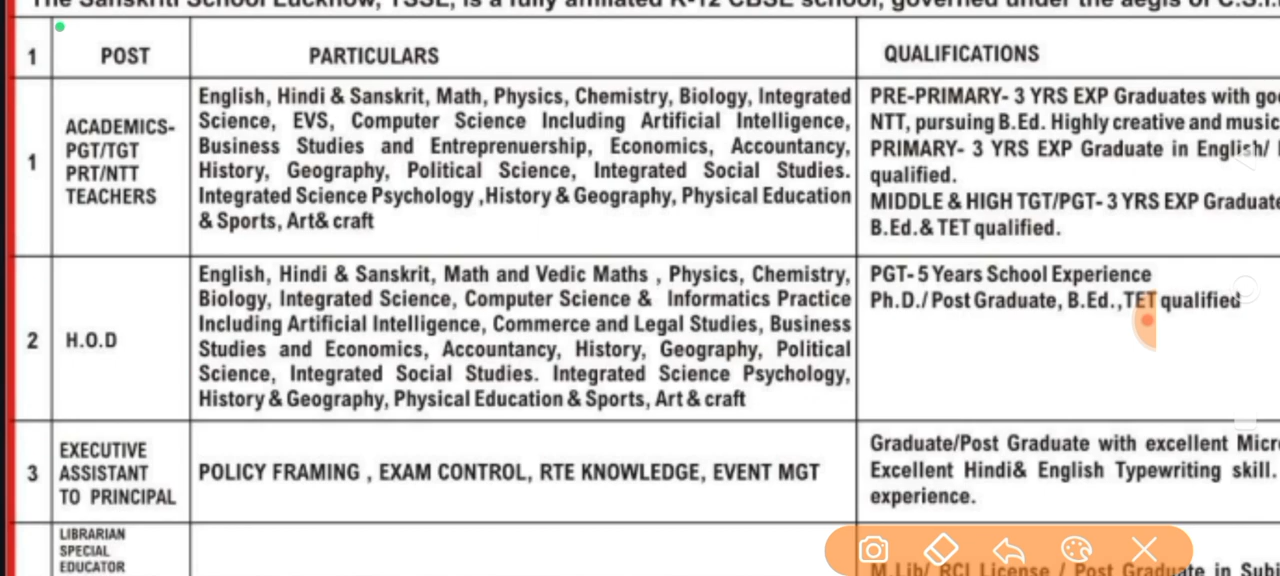 The Sanskriti School Lucknow, TSSL, is a fully affiliated K-12 CBSE school, governed under the aegis of C.S.I.
1 POST PARTICULARS QUALIFICATIONS
1
ACADEMICS-
PGT/TGT
PRT/NTT
TEACHERS
English, Hindi & Sanskrit, Math, Physics, Chemistry, Biology, Integrated
Science, EVS, Computer Science Including Artificial Intelligence,
Business Studies and Entreprenuership, Economics, Accountancy,
History, Geography, Political Science, Integrated Social Studies.
Integrated Science Psychology ,History & Geography, Physical Education
& Sports, Art& craft
PRE-PRIMARY- 3 YRS EXP Graduates with
NTT, pursuing B.Ed. Highly creative and
PRIMARY- 3 YRS EXP Graduate in English/
qualified.
MIDDLE & HIGH TGT/PGT- 3 YRS EXP Graduate
B.Ed.& TET qualified.
2
H.O.D
English, Hindi & Sanskrit, Math and Vedic Maths , Physics, Chemistry,
Biology, Integrated Science, Computer Science & Informatics Practice
Including Artificial Intelligence, Commerce and Legal Studies, Business
Studies and Economics, Accountancy, History, Geography, Political
Science, Integrated Social Studies. Integrated Science Psychology,
History & Geography, Physical Education & Sports, Art & craft
PGT- 5 Years School Experience
Ph.D./ Post Graduate, B.Ed., TET qualified
3
EXECUTIVE
ASSISTANT
TO PRINCIPAL
POLICY FRAMING , EXAM CONTROL, RTE KNOWLEDGE, EVENT MGT
Graduate/Post Graduate with excellent
Excellent Hindi& English Typewriting skill.
experience.
LIBRARIAN
SPECIAL
EDUCATOR
M.Lib/ RCI License / Post Graduate in